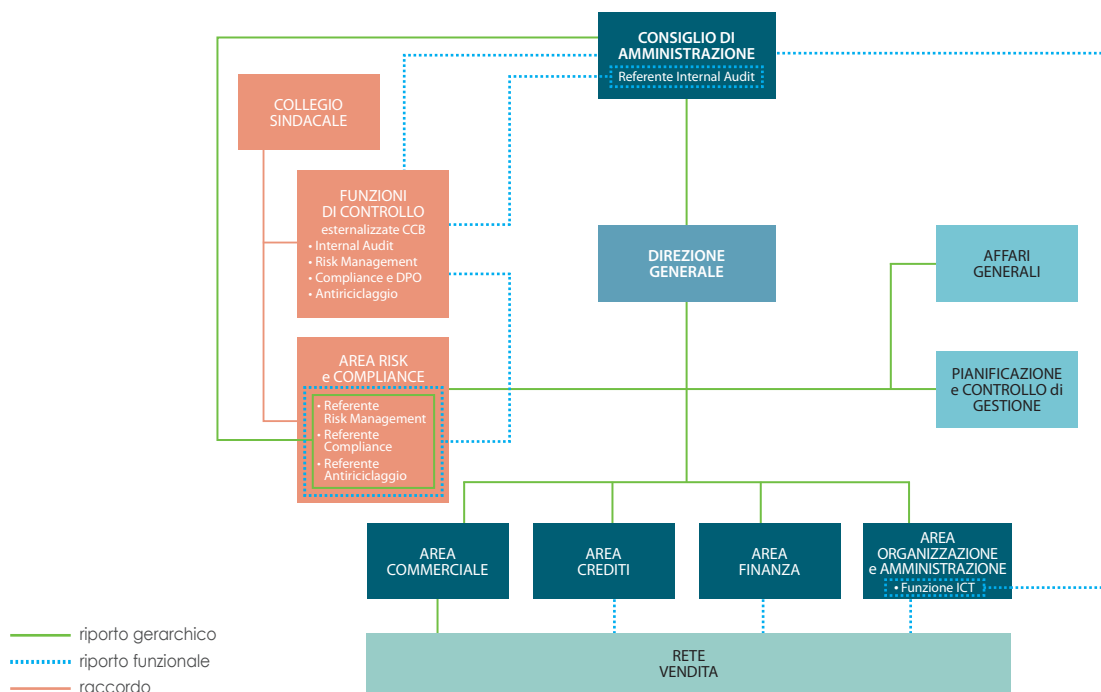 CONSIGLIO DI
AMMINISTRAZIONE
Referente Internal Audit
COLLEGIO
SINDACALE
FUNZIONI
DI CONTROLLO
esternalizzate CCB
• Internal Audit
• Risk Management
• Compliance e DPO
• Antiriciclaggio
DIREZIONE
GENERALE
AFFARI
GENERALI
AREA RISK
e COMPLIANCE
• Referente
Risk Management
• Referente
Compliance
• Referente
Antiriciclaggio
PIANIFICAZIONE
e CONTROLLO di
GESTIONE
AREA
COMMERCIALE
AREA
CREDITI
AREA
FINANZA
AREA
ORGANIZZAZIONE
e AMMINISTRAZIONE
• Funzione ICT
RETE
VENDITA
riporto gerarchico
riporto funzionale
raccordo